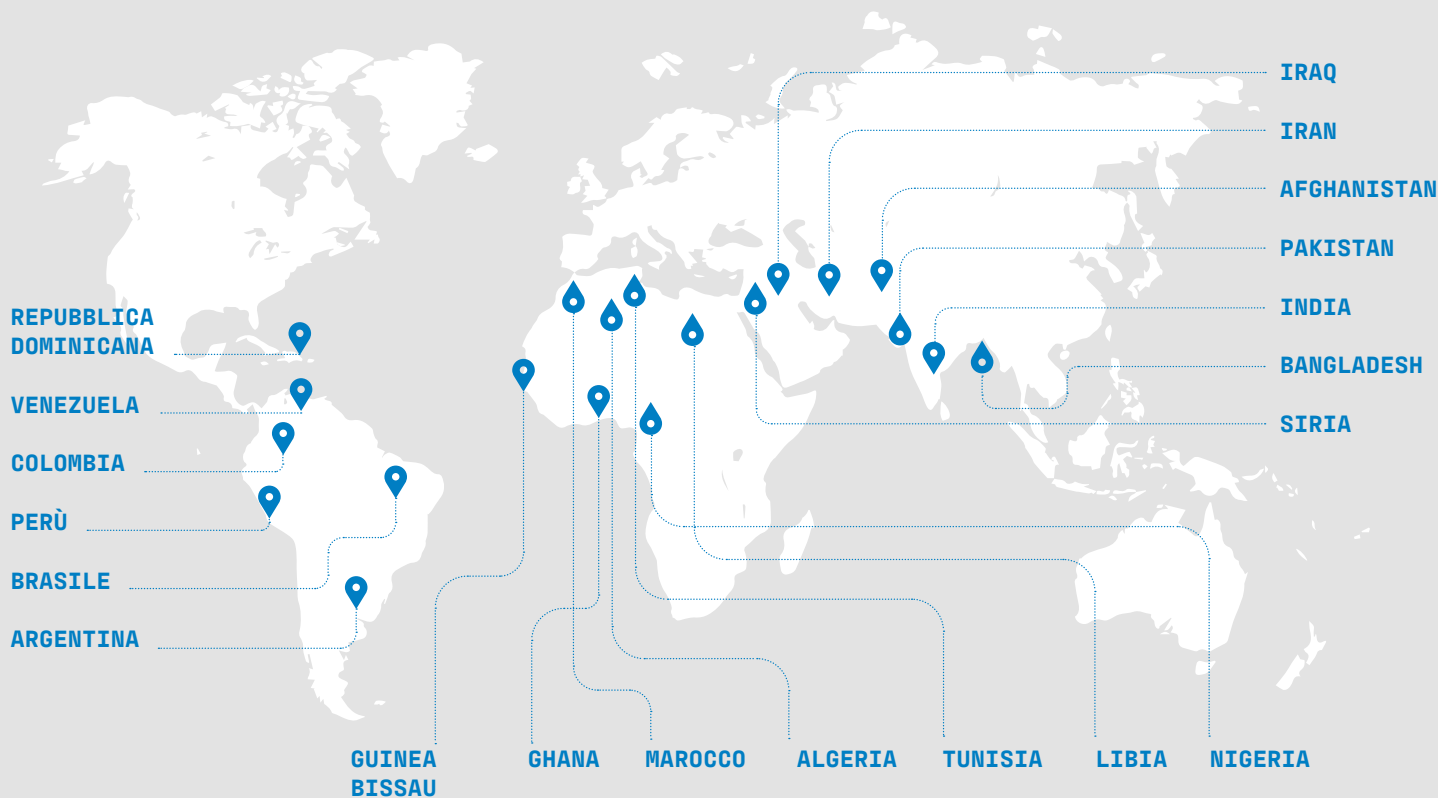 REPUBBLICA
DOMINICANA
VENEZUELA
COLOMBIA
PERÙ
BRASILE
ARGENTINA
IRAQ
IRAN
AFGHANISTAN
PAKISTAN
INDIA
BANGLADESH
SIRIA
GUINEA
BISSAU
GHANA
MAROCCO
ALGERIA
TUNISIA
LIBIA
NIGERIA